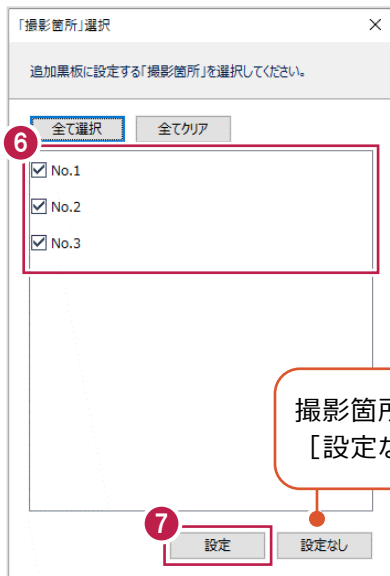 「撮影箇所」選択
追加黒板に設定する「撮影箇所」を選択してください。
全て選択 全てクリア
6
No.1
No.2
No.3
撮影箇所
[設定な
7
設定 設定なし